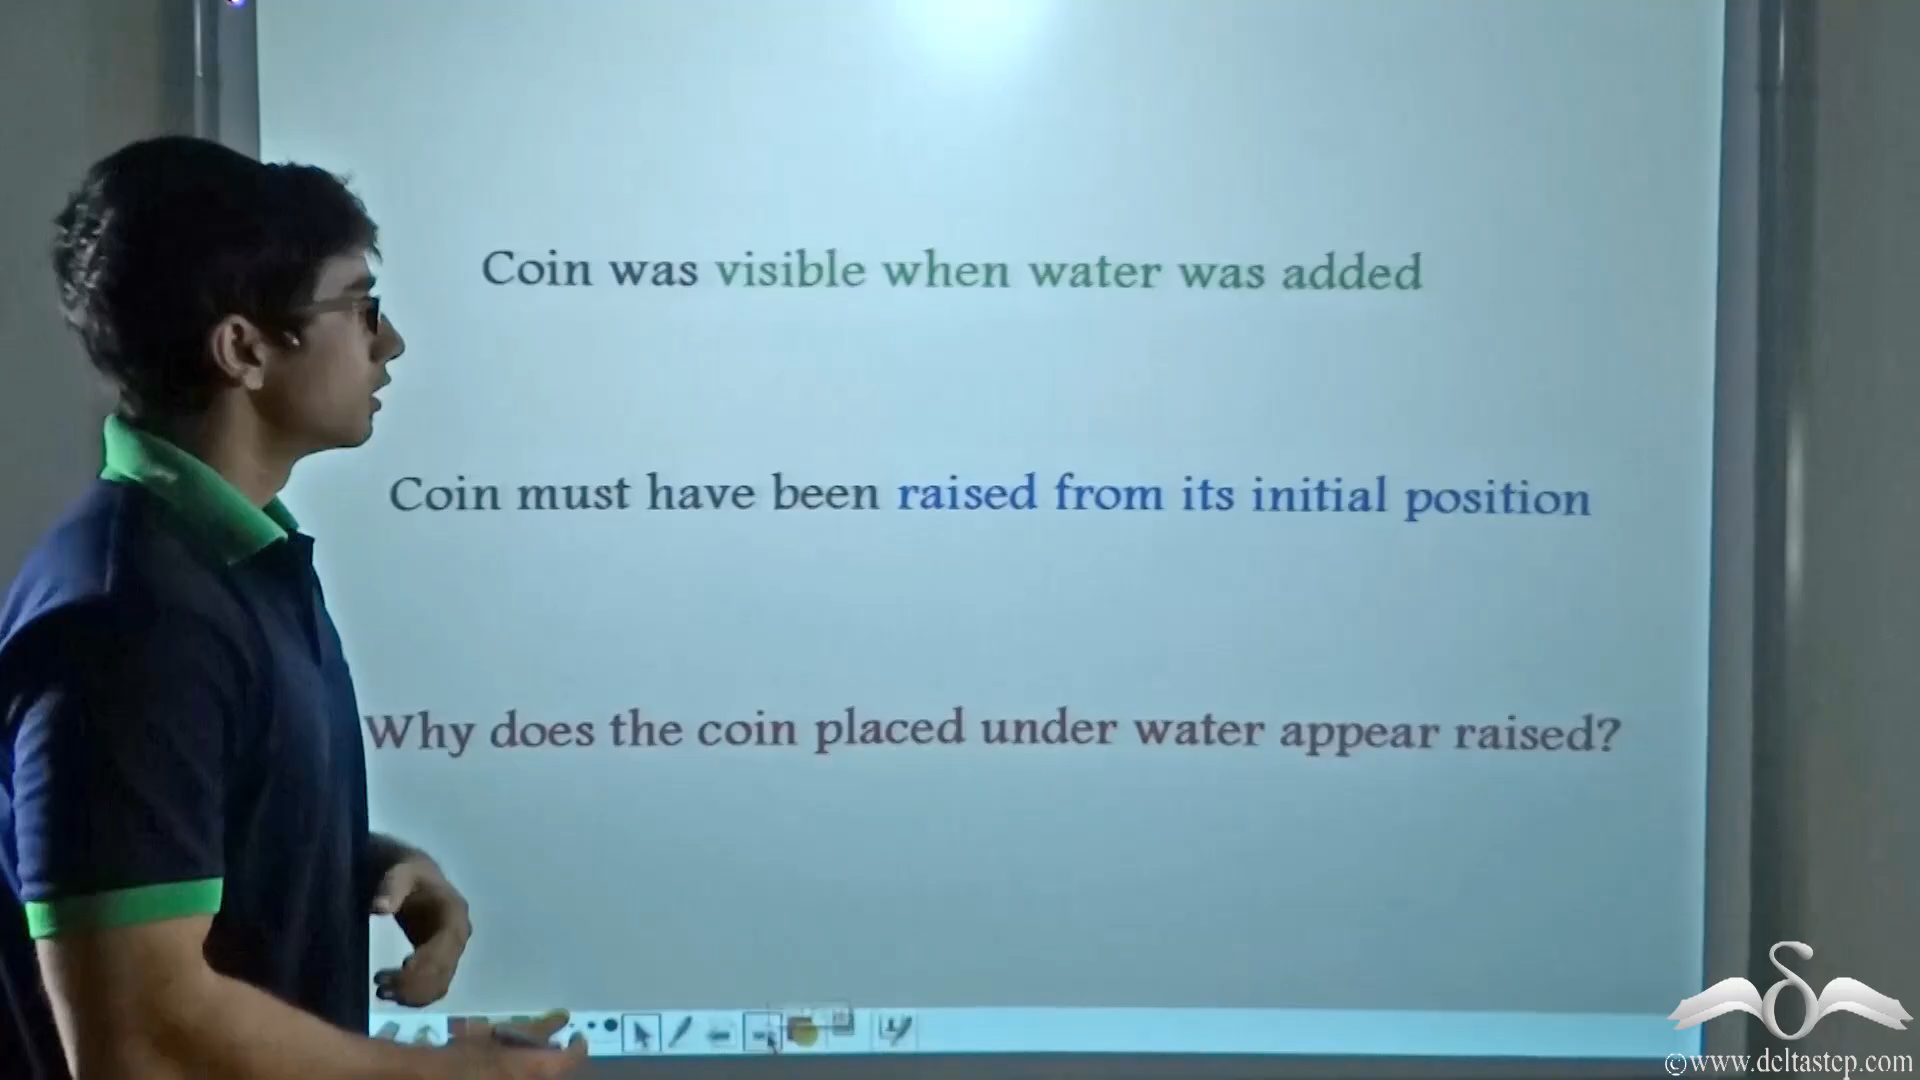 Coin was visible when water was added
Coin must have been raised from its initial position
Why does the coin placed under water appear raised?
©www.deltastep.com